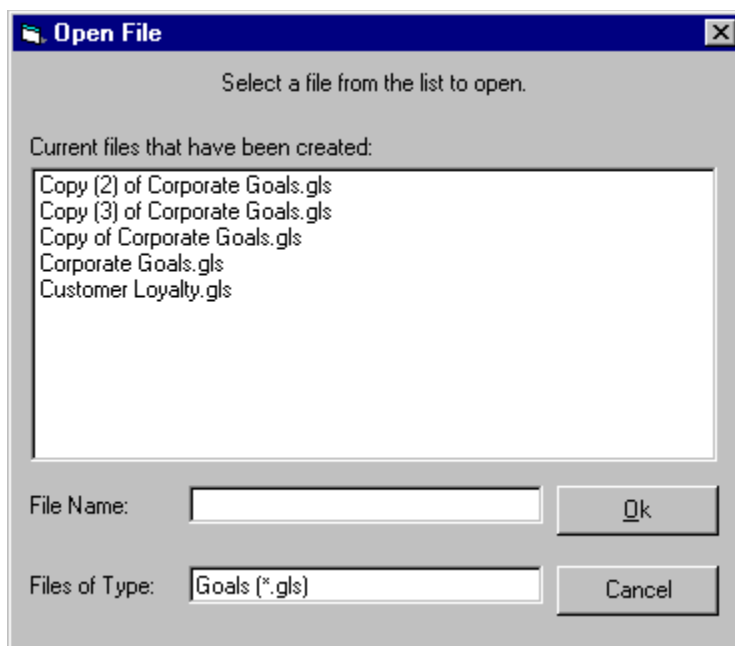 Open File
Select a file from the list to open.
Current files that have been created:
Copy (2) of Corporate Goals.gls
Copy (3) of Corporate Goals.gls
Copy of Corporate Goals.gls
Corporate Goals.gls
Customer Loyalty.gls
File Name:
Ok
Files of Type:
Goals (*.gls)
Cancel